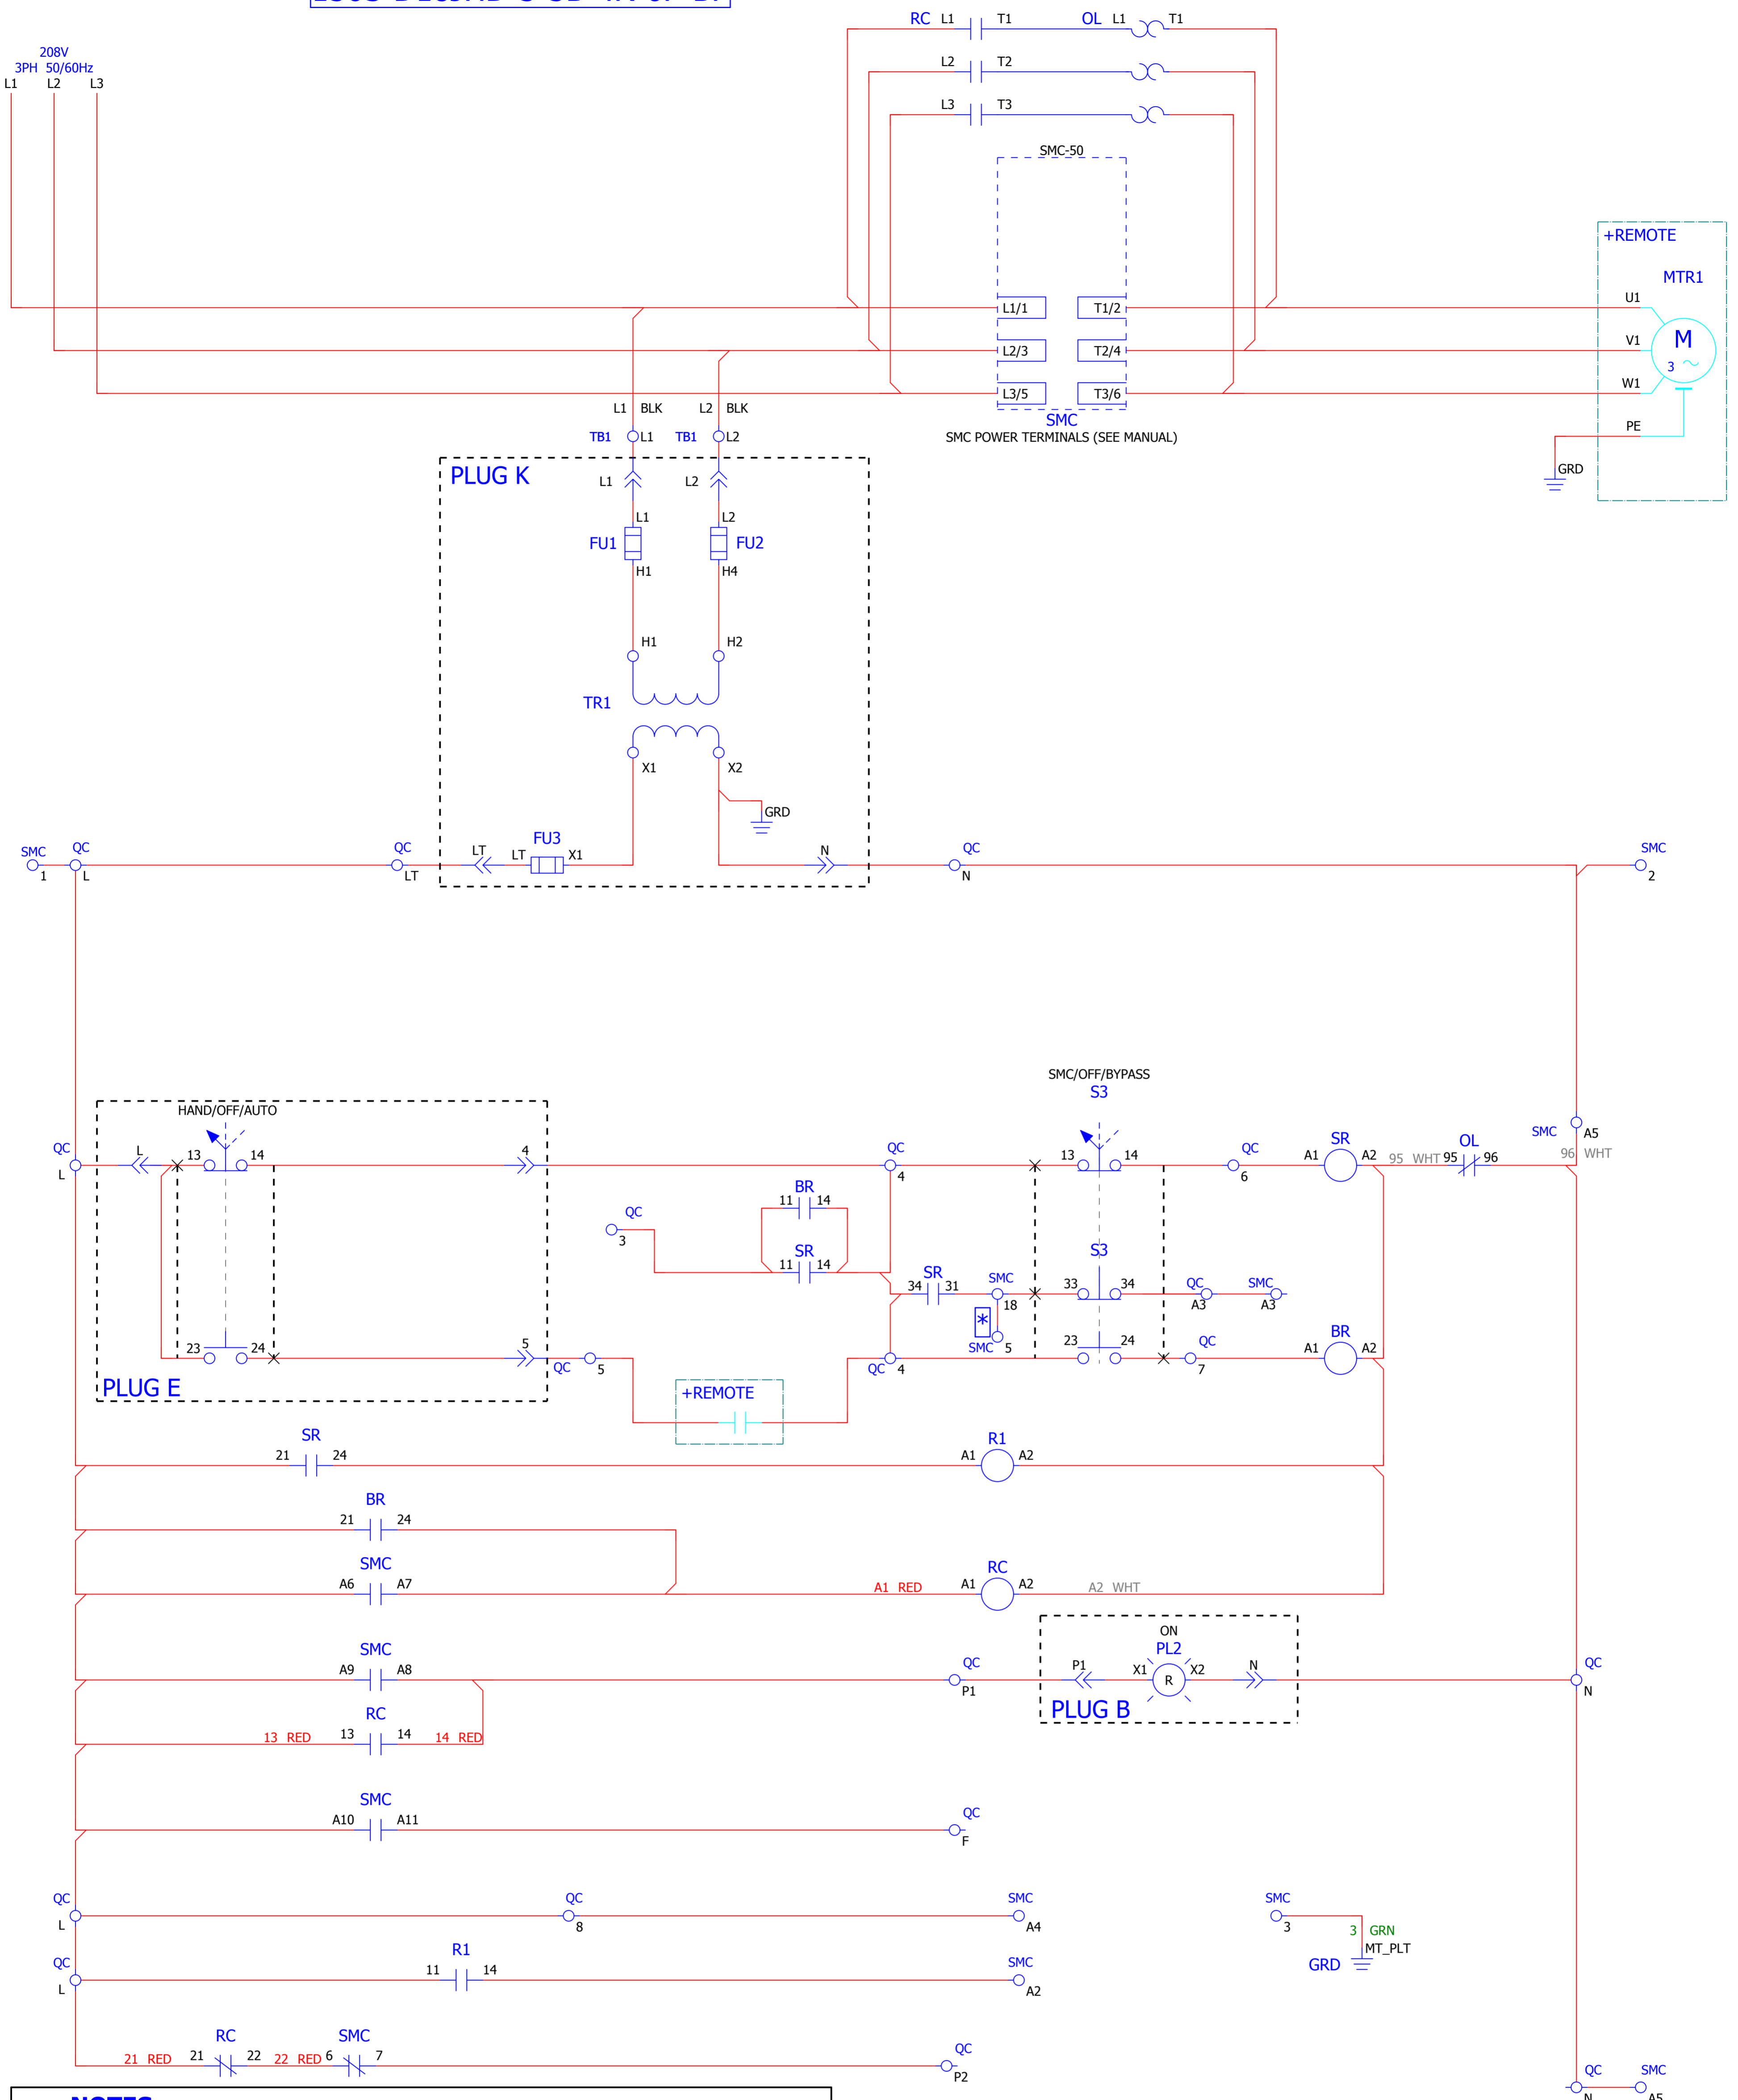 RC L1 T1 OL L1 T1
208V
3PH 50/60Hz
L1 L2 L3
L2 T2
L3 T3
SMC-50
+REMOTE
MTR1
L1/1 T1/2 U1
L2/3 T2/4 V1
M
3
L3/5 T3/6 W1
L1 BLK L2 BLK
SMC
PE
TB1 L1 TB1 L2
SMC POWER TERMINALS (SEE MANUAL)
PLUG K
L1 L2
GRD
L1 L2
FU1 FU2
H1 H4
H1 H2
TR1
X1 X2
GRD
SMC QC QC LT FU3 N QC SMC
LT X1
1 L LT N 2
SMC/OFF/BYPASS
S3
HAND/OFF/AUTO
SMC A5
QC L 13 14 4 QC 13 14 QC SR OL
A1 A2 95 WHT 95 96 96 WHT
L 4 6
BR
11 14
QC
3
SR S3
11 14
SR
34 31 SMC 33 34 QC SMC
18 A3 A3
*
SMC 5
BR
23 24 5 23 24 QC A1 A2
QC 5 QC 4 7
PLUG E
+REMOTE
SR R1
21 24 A1 A2
BR
21 24
SMC RC
A6 A7 A1 RED A1 A2 A2 WHT
ON
SMC PL2
A9 A8 QC P1 X1 R X2 N QC
P1 N
PLUG B
RC
13 RED 13 14 14 RED
SMC
A10 A11 QC
F
QC QC SMC SMC
L 8 A4 3
3 GRN
MT_PLT
GRD
QC R1 SMC
11 14
L A2
RC SMC
21 RED 21 22 22 RED 6 7 QC
P2
QC SMC
N A5